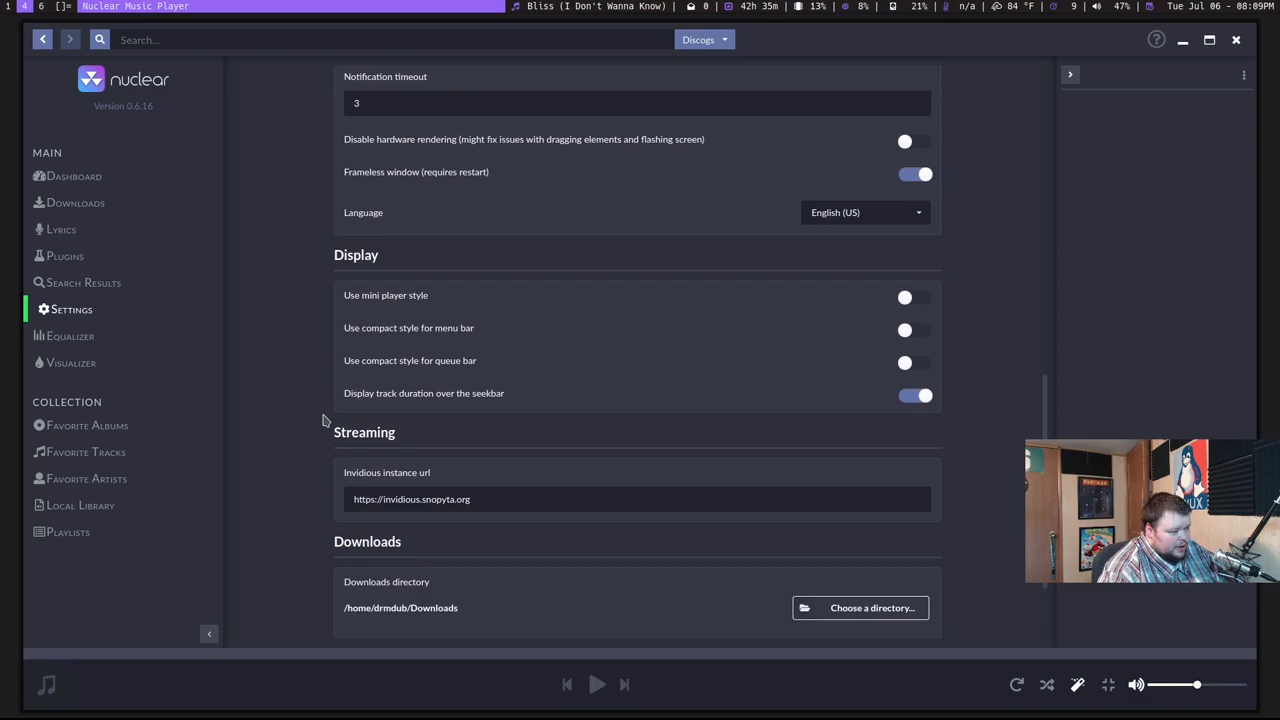 1 4 6 []= Nuclear Music Player Bliss (I Don't Wanna Know) 0 42h 35m 13% 8% 21% n/a 84 °F 9 47% Tue Jul 06 - 08:09PM
Search... Discogs
nuclear
Version 0.6.16
MAIN
DASHBOARD
DOWNLOADS
LYRICS
PLUGINS
SEARCH RESULTS
SETTINGS
EQUALIZER
VISUALIZER
COLLECTION
FAVORITE ALBUMS
FAVORITE TRACKS
FAVORITE ARTISTS
LOCAL LIBRARY
PLAYLISTS
Notification timeout
3
Disable hardware rendering (might fix issues with dragging elements and flashing screen)
Frameless window (requires restart)
Language English (US)
Display
Use mini player style
Use compact style for menu bar
Use compact style for queue bar
Display track duration over the seekbar
Streaming
Invidious instance url
https://invidious.snopyta.org
Downloads
Downloads directory
/home/drmdub/Downloads Choose a directory...